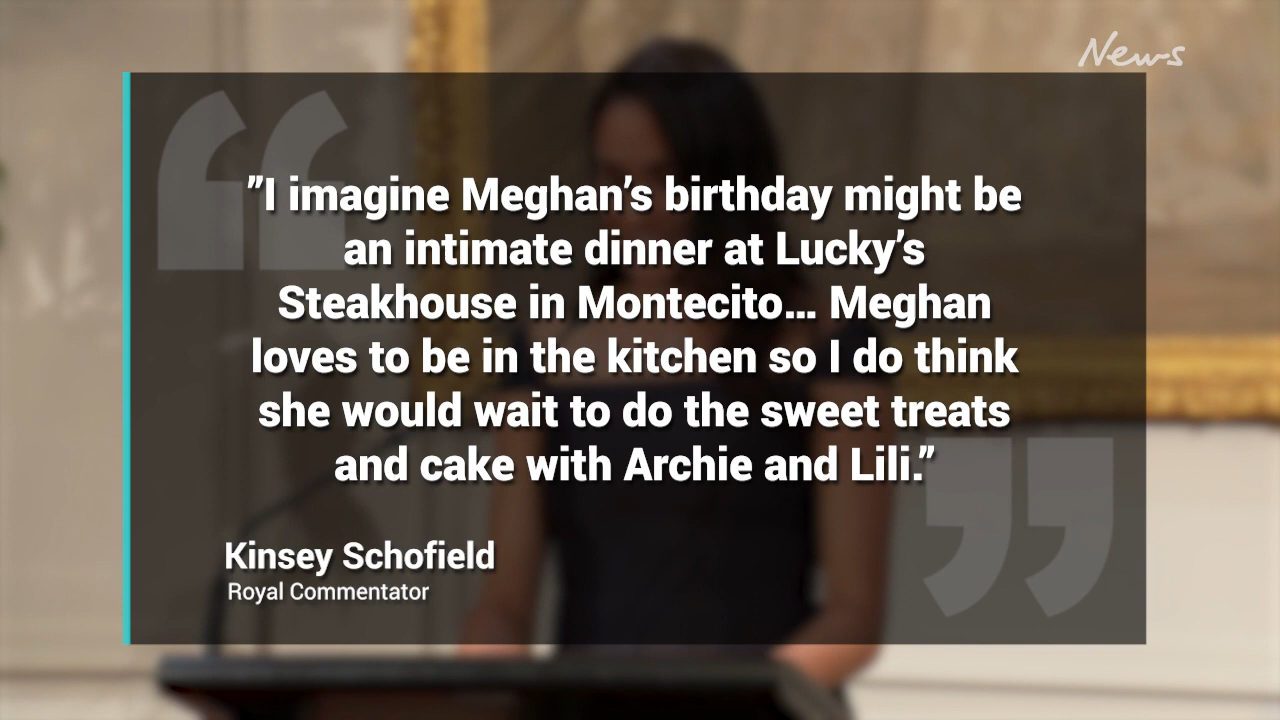 News
"I imagine Meghan's birthday might be
an intimate dinner at Lucky's
Steakhouse in Montecito... Meghan
loves to be in the kitchen so I do think
she would wait to do the sweet treats
and cake with Archie and Lili."
Kinsey Schofield
Royal Commentator